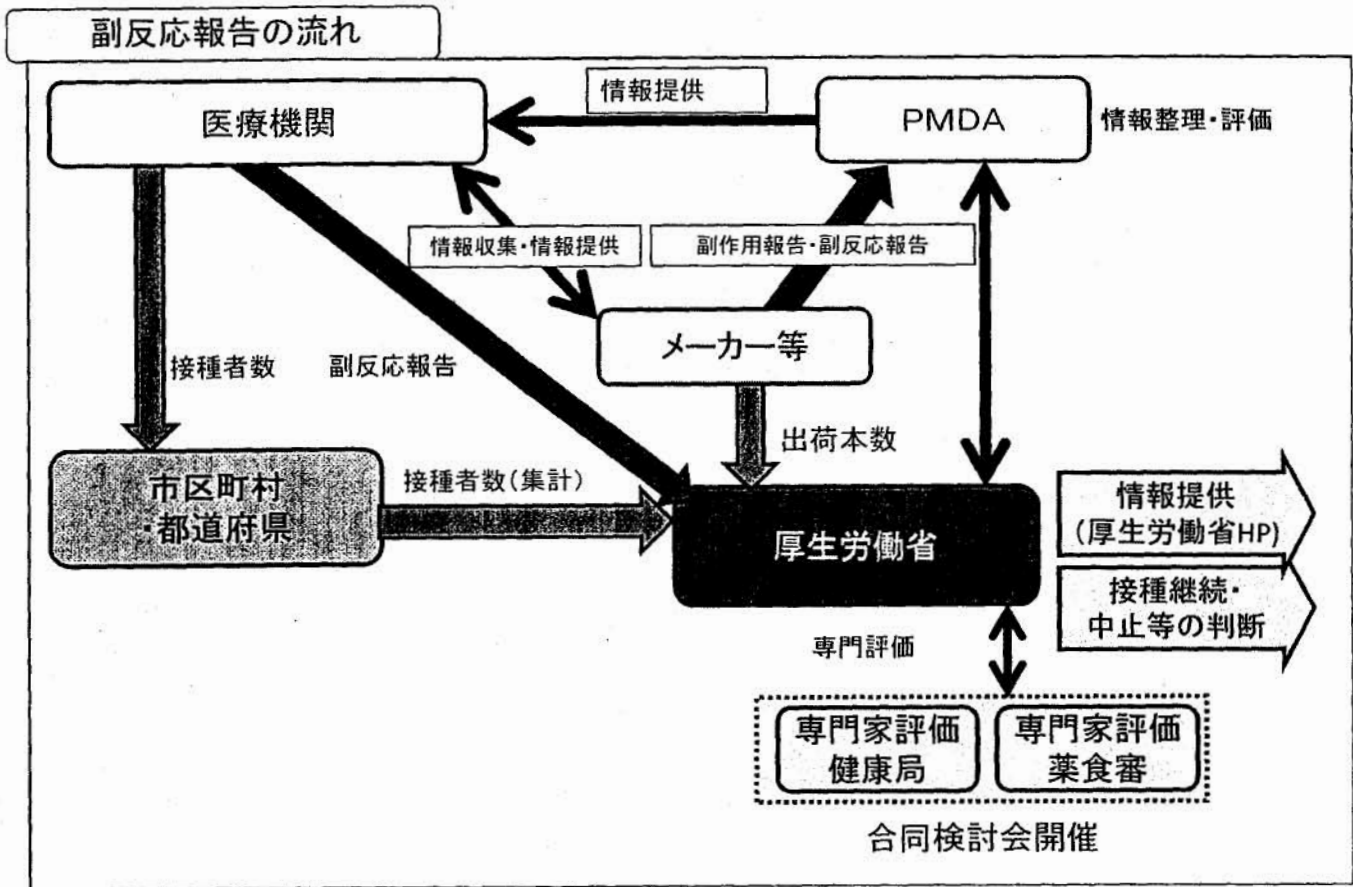 副反応報告の流れ
医療機関
情報提供
PMDA
情報整理・評価
情報収集・情報提供
副作用報告・副反応報告
メーカー等
接種者数
副反応報告
出荷本数
市区町村
・都道府県
接種者数(集計)
厚生労働省
情報提供
(厚生労働省HP)
接種継続・
中止等の判断
専門評価
専門家評価
健康局
専門家評価
薬食審
合同検討会開催